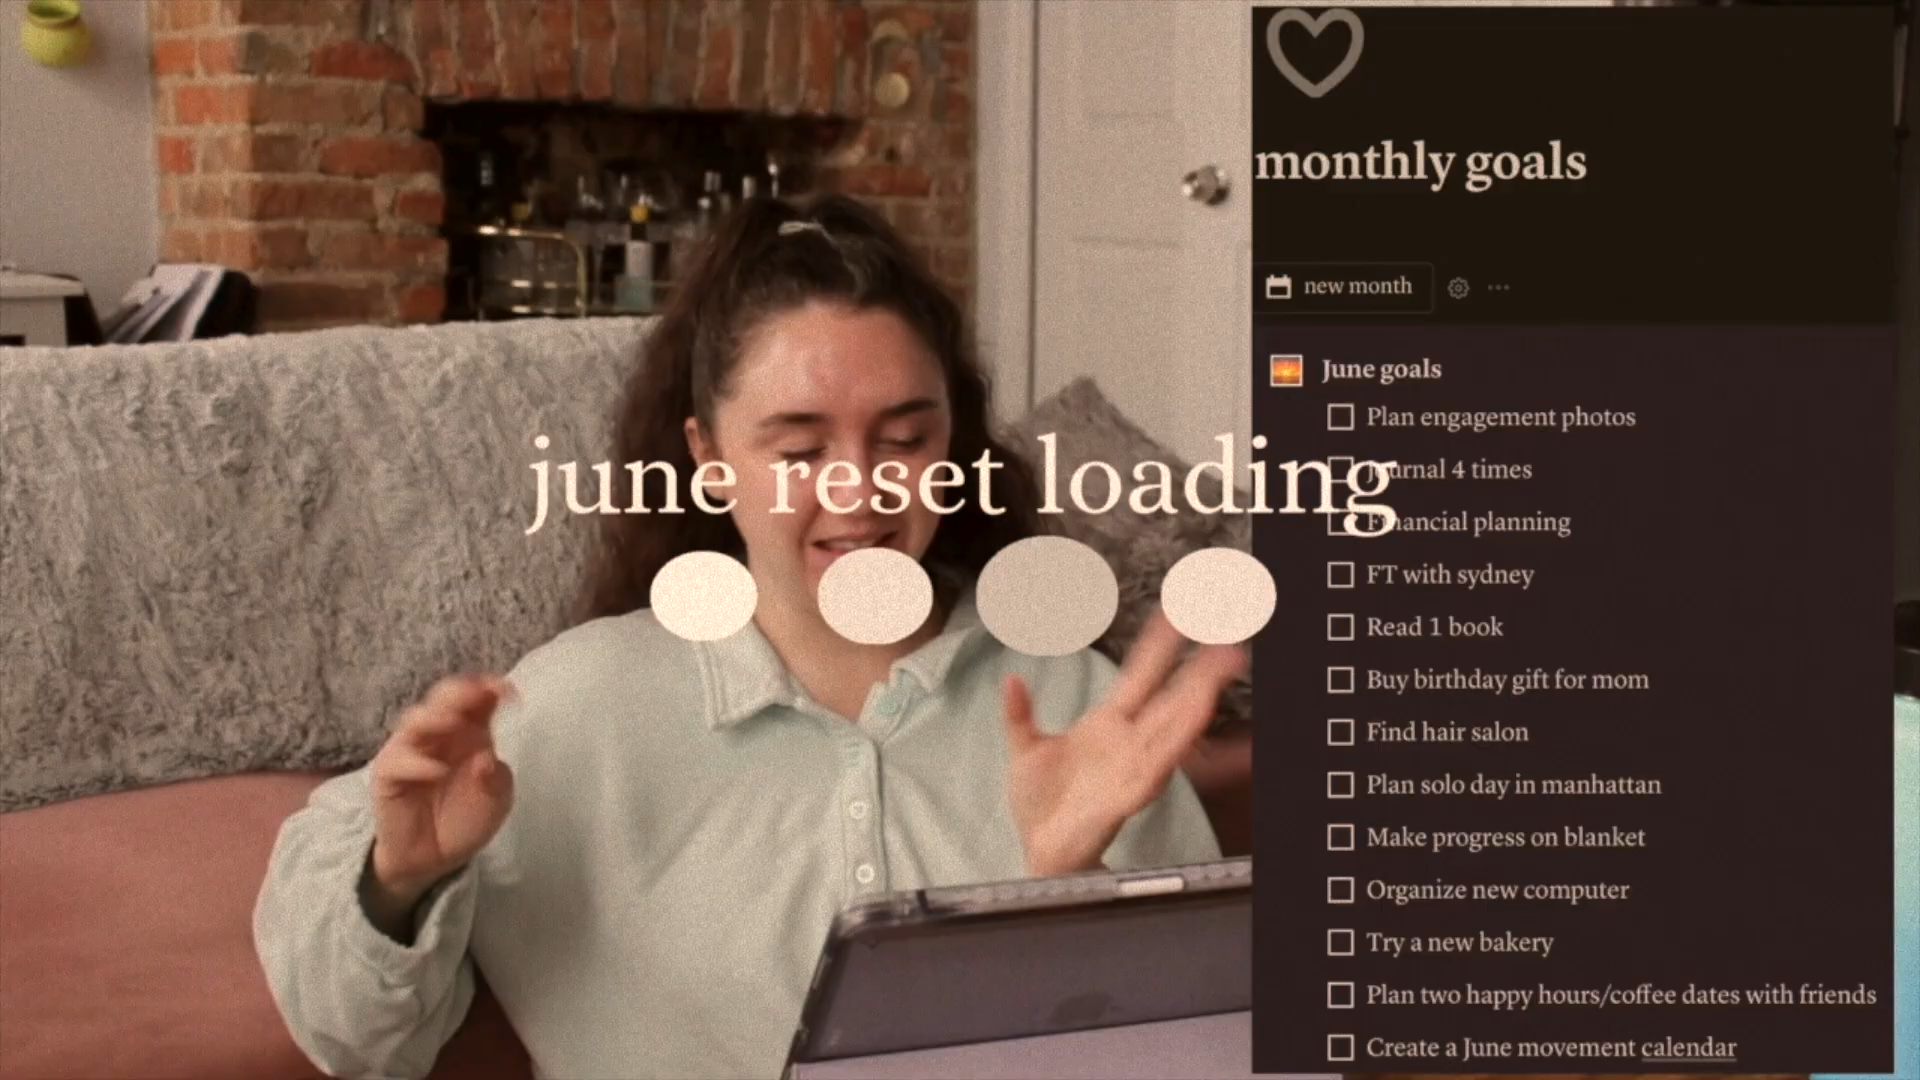 monthly goals
new month
June goals
Plan engagement photos
june reset loading
Journal 4 times
Financial planning
FT with sydney
Read 1 book
Buy birthday gift for mom
Find hair salon
Plan solo day in manhattan
Make progress on blanket
Organize new computer
Try a new bakery
Plan two happy hours/coffee dates with friends
Create a June movement calendar